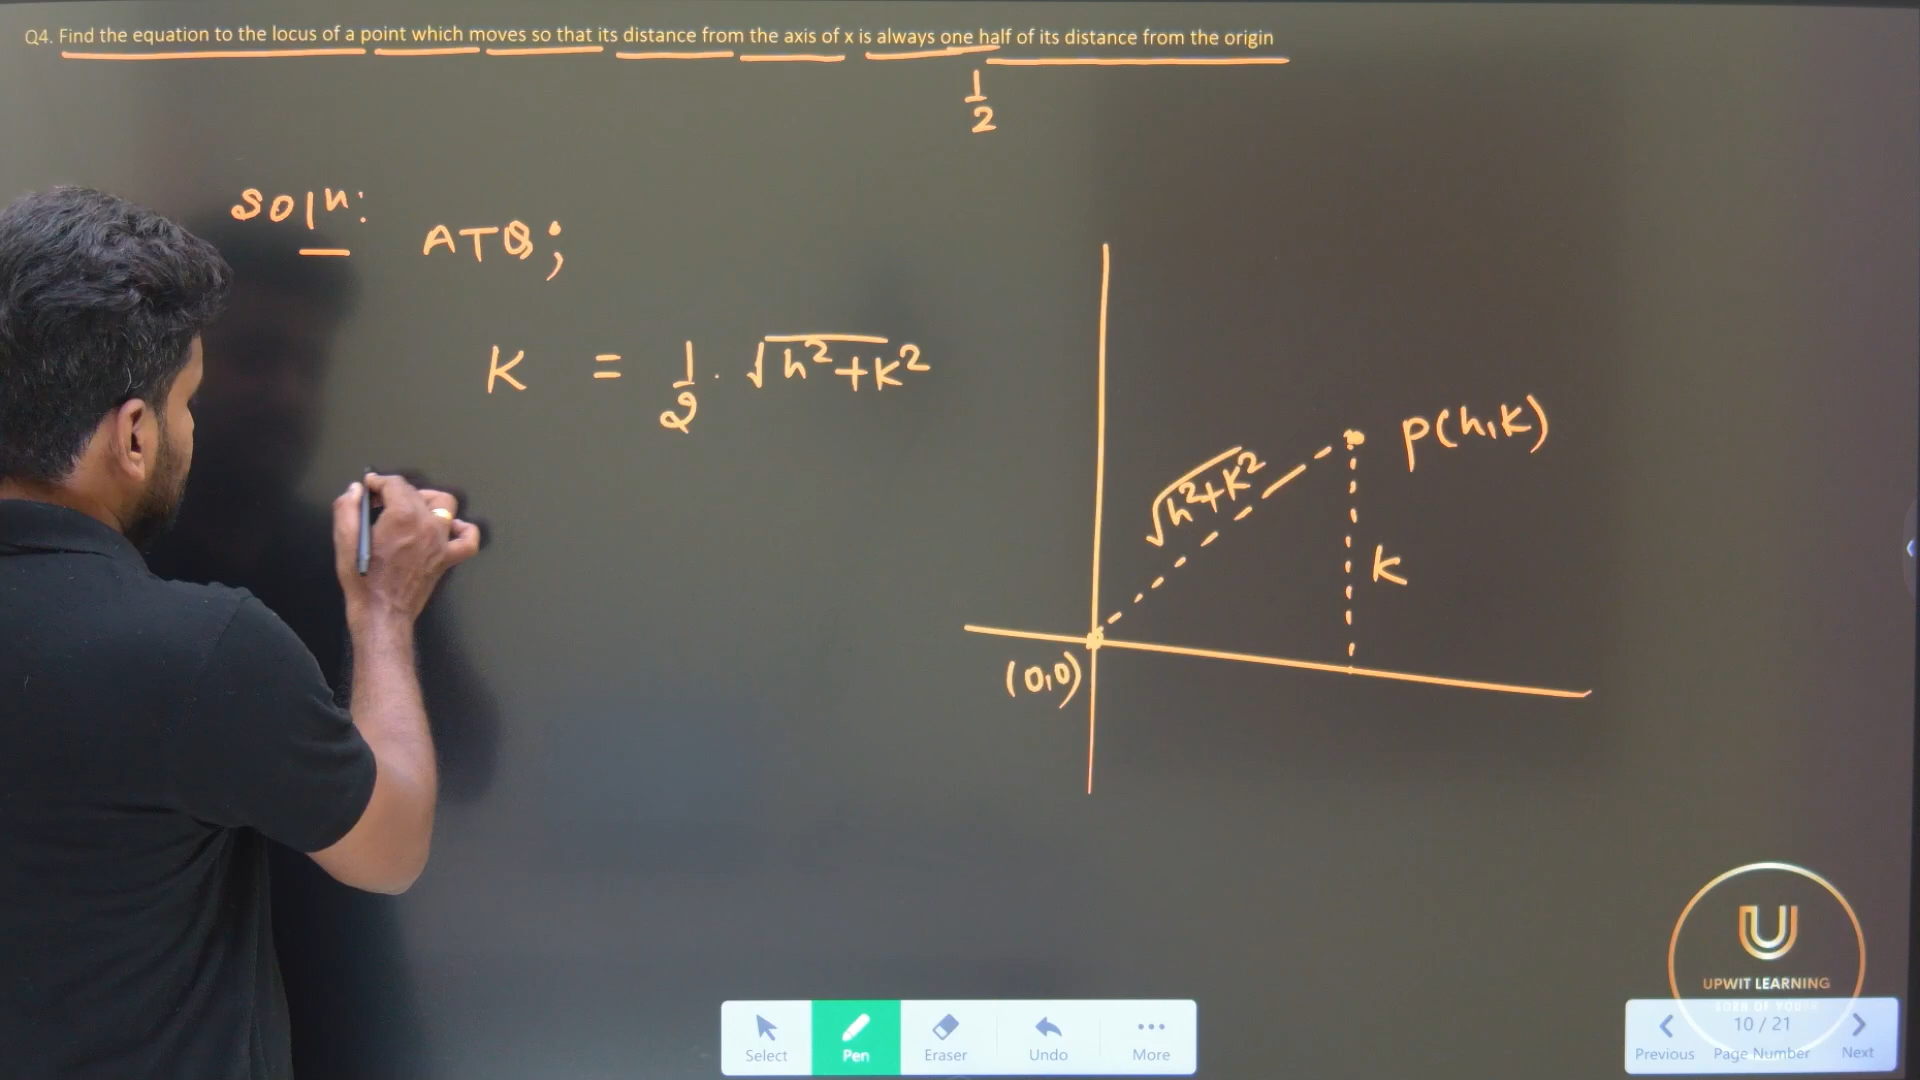 Q4. Find the equation to the locus of a point which moves so that its distance from the axis of x is always one half of its distance from the origin
1/2
Soln:
ATQ;
K = 1/2 . √h²+k²
P(h,k)
√h²+k²
k
(0,0)
U
UPWIT LEARNING
Select Pen Eraser Undo More
10 / 21
Previous Page Number Next